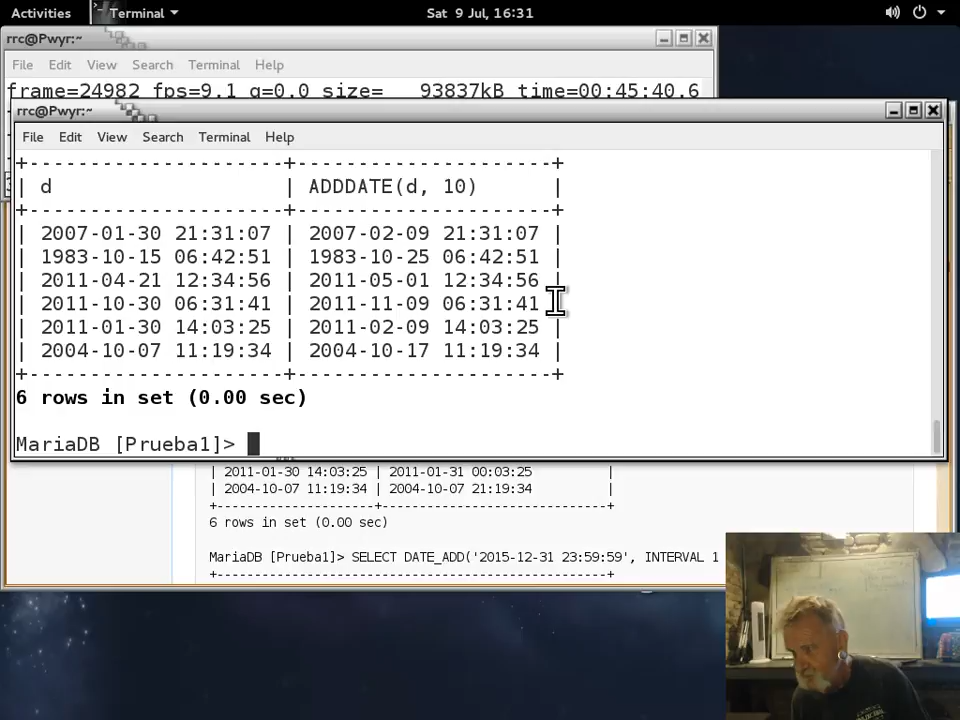 Activities
Terminal
Sat 9 Jul, 16:31
rrc@Pwyr:~
File Edit View Search Terminal Help
frame=24982 fps=9.1 q=0.0 size= 93837kB time=00:45:40.6
rrc@Pwyr:~
File Edit View Search Terminal Help
+---------------------+---------------------+
| d | ADDDATE(d, 10) |
+---------------------+---------------------+
| 2007-01-30 21:31:07 | 2007-02-09 21:31:07 |
| 1983-10-15 06:42:51 | 1983-10-25 06:42:51 |
| 2011-04-21 12:34:56 | 2011-05-01 12:34:56 |
| 2011-10-30 06:31:41 | 2011-11-09 06:31:41 |
| 2011-01-30 14:03:25 | 2011-02-09 14:03:25 |
| 2004-10-07 11:19:34 | 2004-10-17 11:19:34 |
+---------------------+---------------------+
6 rows in set (0.00 sec)
MariaDB [Prueba1]>
| 2011-01-30 14:03:25 | 2011-01-31 00:03:25 |
| 2004-10-07 11:19:34 | 2004-10-07 21:19:34 |
+---------------------+------------------------------+
6 rows in set (0.00 sec)
MariaDB [Prueba1]> SELECT DATE_ADD('2015-12-31 23:59:59', INTERVAL 1
+----------------------------------------------------+